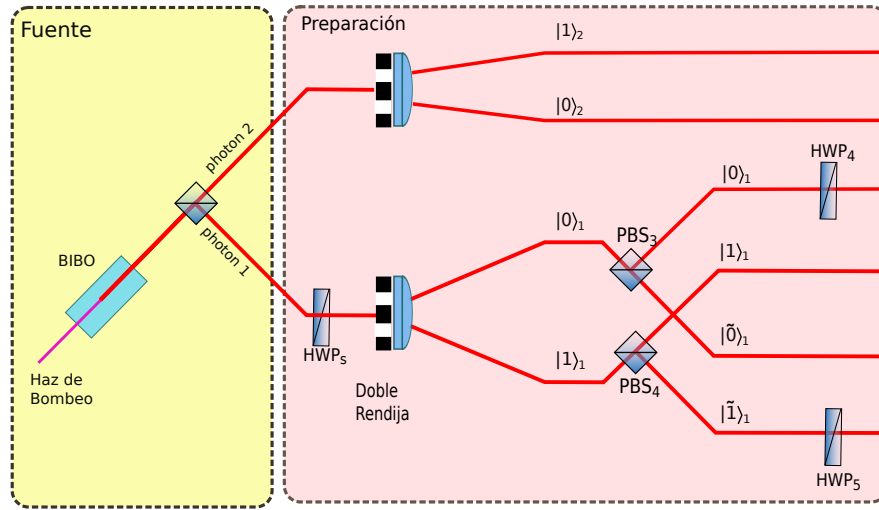 Fuente
Preparación
|1⟩₂
|0⟩₂
photon 2
photon 1
BIBO
Haz de
Bombeo
HWPₛ
Doble
Rendija
|0⟩₁
|1⟩₁
PBS₃
PBS₄
|0⟩₁
|1⟩₁
|0̃⟩₁
|1̃⟩₁
HWP₄
HWP₅